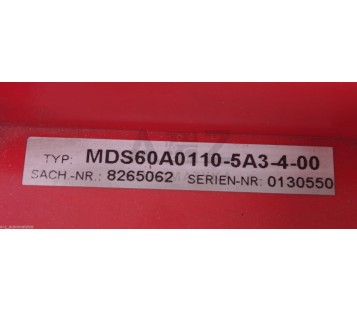 TYP: MDS60A0110-5A3-4-00
SACH.-NR.: 8265062 SERIEN-NR: 0130550